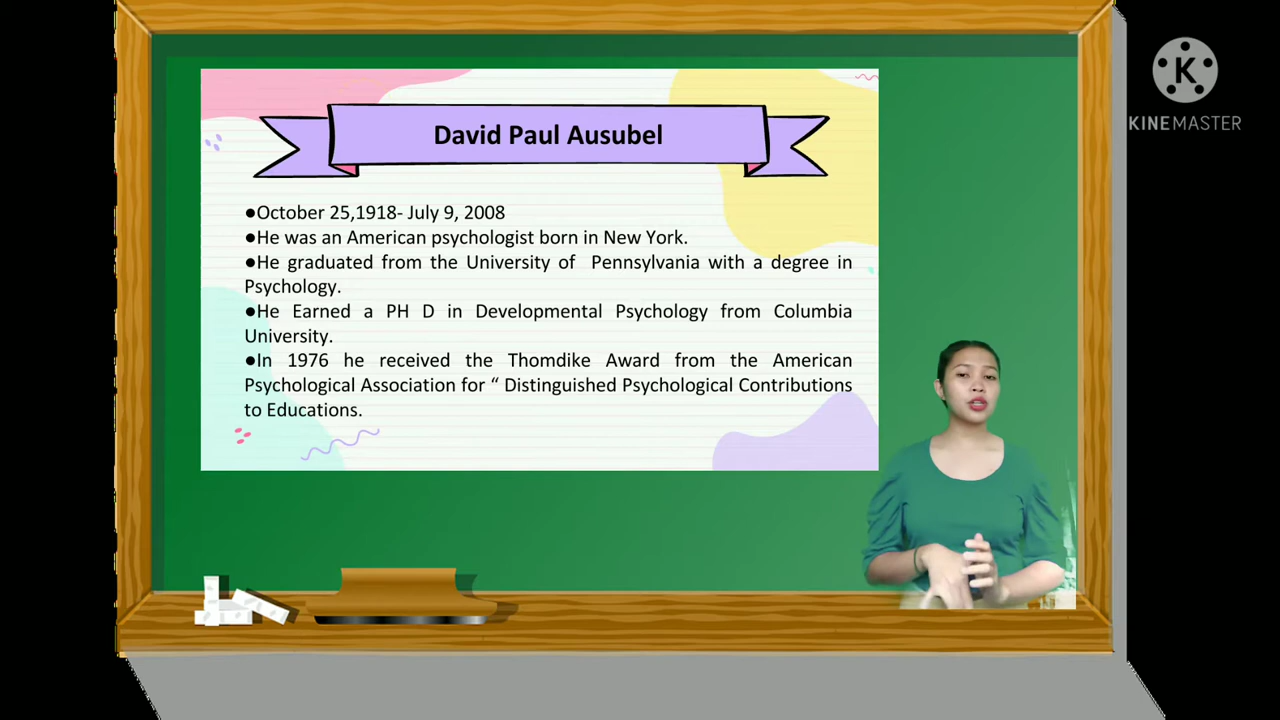 David Paul Ausubel
●October 25,1918- July 9, 2008
●He was an American psychologist born in New York.
●He graduated from the University of Pennsylvania with a degree in
Psychology.
●He Earned a PH D in Developmental Psychology from Columbia
University.
●In 1976 he received the Thomdike Award from the American
Psychological Association for “ Distinguished Psychological Contributions
to Educations.
K
KINEMASTER